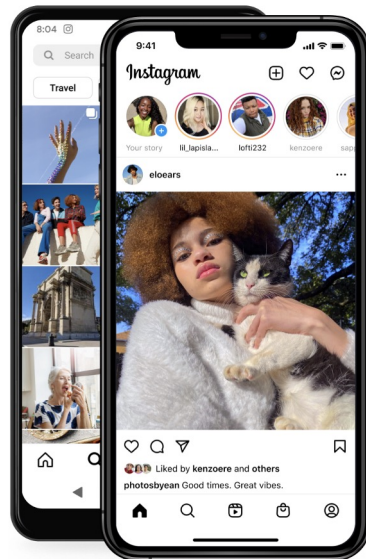 8:04
Search
Travel
9:41
Instagram
Your story
lil_lapisla...
lofti232
kenzoere
eloears
Liked by kenzoere and others
photosbyean Good times. Great vibes.